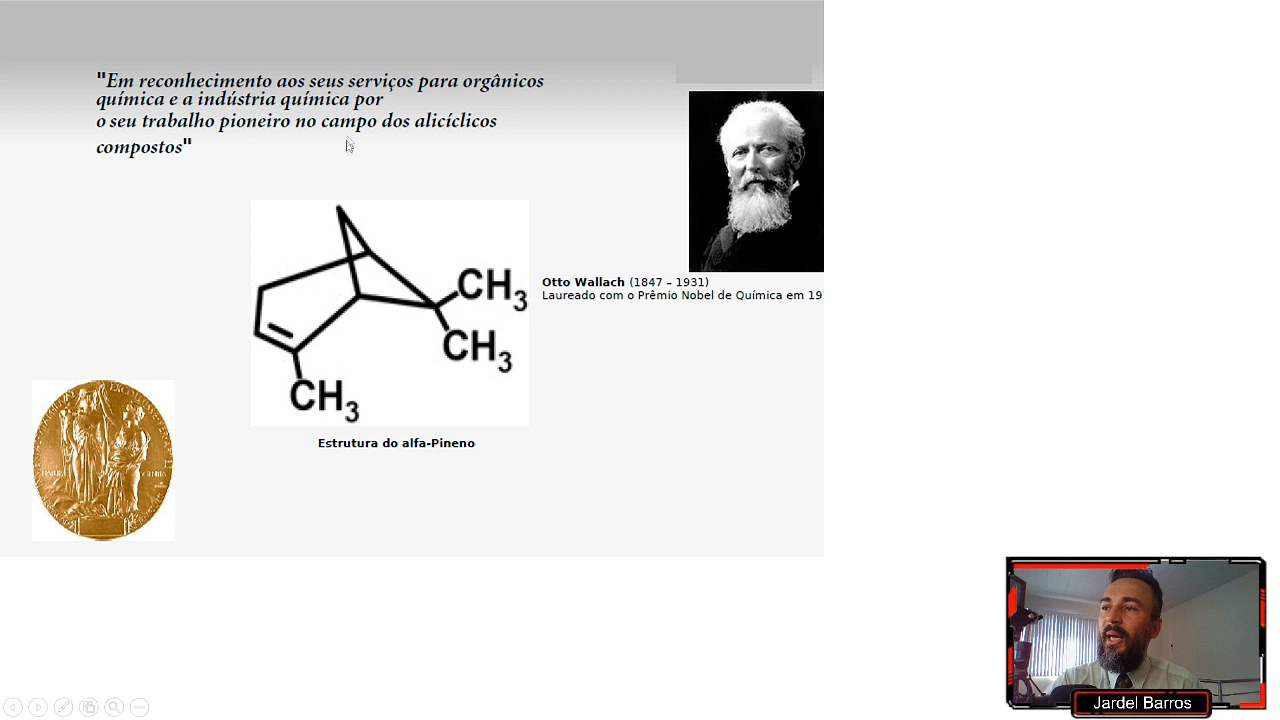 "Em reconhecimento aos seus serviços para orgânicos
química e a indústria química por
o seu trabalho pioneiro no campo dos alicíclicos
compostos"
CH3
CH3
CH3
Estrutura do alfa-Pineno
Otto Wallach (1847 – 1931)
Laureado com o Prêmio Nobel de Química em 19
Jardel Barros